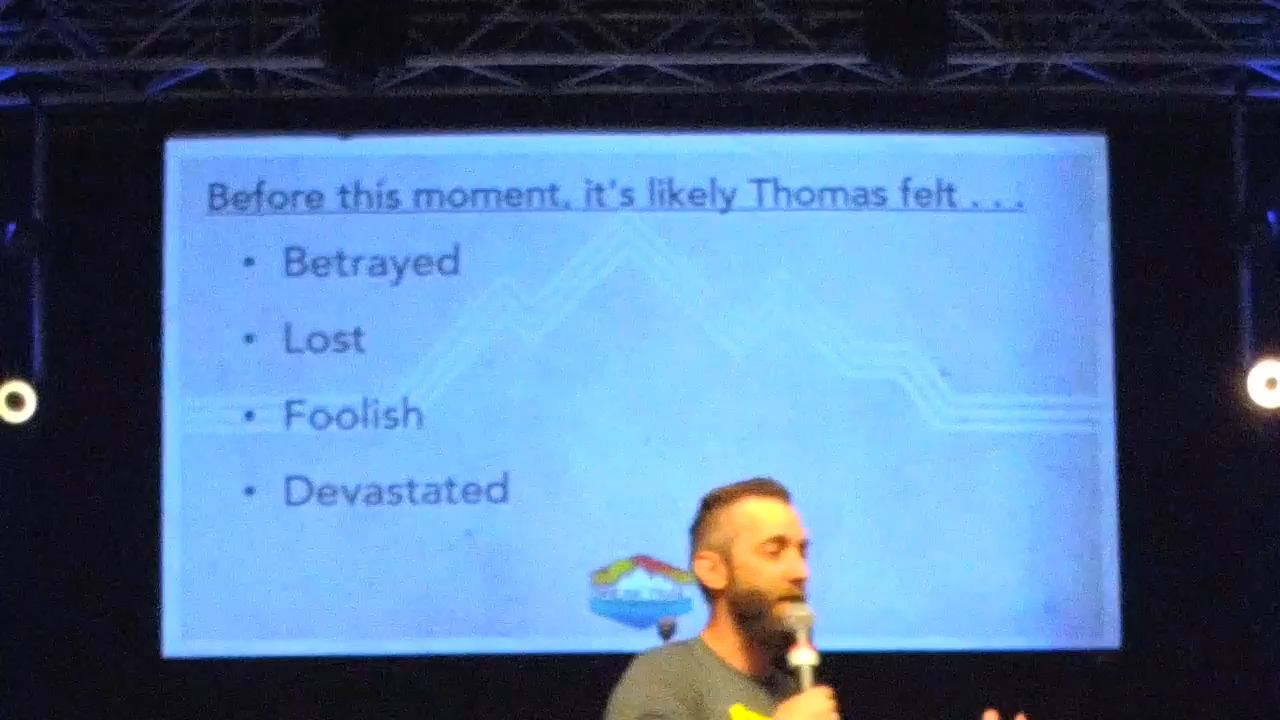 Before this moment, it's likely Thomas felt . . .
• Betrayed
• Lost
• Foolish
• Devastated